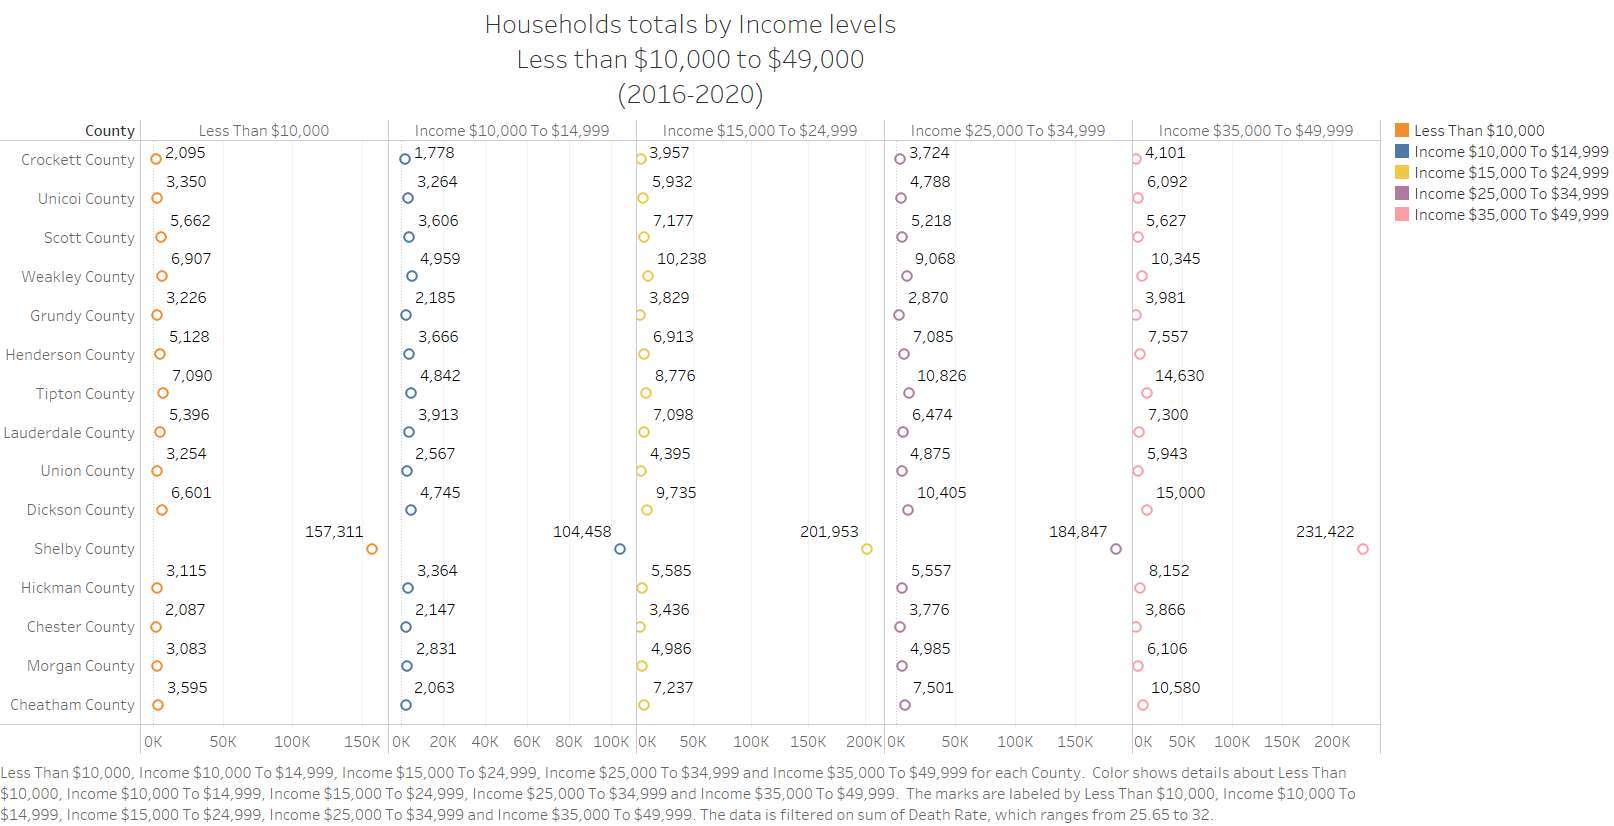 Households totals by Income levels
Less than $10,000 to $49,000
(2016-2020)
County Less Than $10,000 Income $10,000 To $14,999 Income $15,000 To $24,999 Income $25,000 To $34,999 Income $35,000 To $49,999
Crockett County 2,095 1,778 3,957 3,724 4,101
Unicoi County 3,350 3,264 5,932 4,788 6,092
Scott County 5,662 3,606 7,177 5,218 5,627
Weakley County 6,907 4,959 10,238 9,068 10,345
Grundy County 3,226 2,185 3,829 2,870 3,981
Henderson County 5,128 3,666 6,913 7,085 7,557
Tipton County 7,090 4,842 8,776 10,826 14,630
Lauderdale County 5,396 3,913 7,098 6,474 7,300
Union County 3,254 2,567 4,395 4,875 5,943
Dickson County 6,601 4,745 9,735 10,405 15,000
Shelby County 157,311 104,458 201,953 184,847 231,422
Hickman County 3,115 3,364 5,585 5,557 8,152
Chester County 2,087 2,147 3,436 3,776 3,866
Morgan County 3,083 2,831 4,986 4,985 6,106
Cheatham County 3,595 2,063 7,237 7,501 10,580
0K 50K 100K 150K 0K 20K 40K 60K 80K 100K 0K 50K 100K 150K 200K 0K 50K 100K 150K 0K 50K 100K 150K 200K
Less Than $10,000
Income $10,000 To $14,999
Income $15,000 To $24,999
Income $25,000 To $34,999
Income $35,000 To $49,999
Less Than $10,000, Income $10,000 To $14,999, Income $15,000 To $24,999, Income $25,000 To $34,999 and Income $35,000 To $49,999 for each County.  Color shows details about Less Than
$10,000, Income $10,000 To $14,999, Income $15,000 To $24,999, Income $25,000 To $34,999 and Income $35,000 To $49,999.  The marks are labeled by Less Than $10,000, Income $10,000 To
$14,999, Income $15,000 To $24,999, Income $25,000 To $34,999 and Income $35,000 To $49,999. The data is filtered on sum of Death Rate, which ranges from 25.65 to 32.